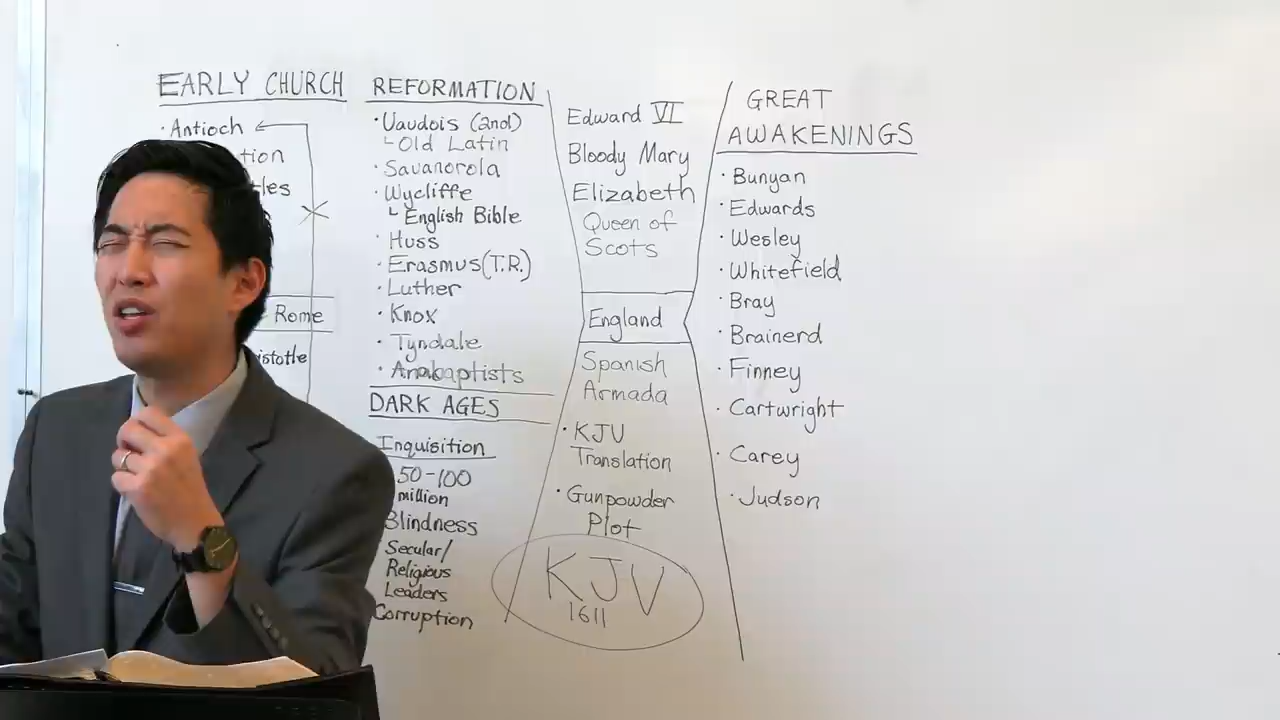 EARLY CHURCH
· Antioch
tion
tles
Rome
istotle
REFORMATION
· Vaudois (2nd)
└Old Latin
· Savanorola
· Wycliffe
└ English Bible
· Huss
· Erasmus (T.R.)
· Luther
· Knox
· Tyndale
· Anabaptists
DARK AGES
Inquisition
50-100
million
Blindness
Secular/
Religious
Leaders
Corruption
Edward VI
Bloody Mary
Elizabeth
Queen of
Scots
England
Spanish
Armada
· KJV
Translation
· Gunpowder
Plot
KJV
1611
GREAT
AWAKENINGS
· Bunyan
· Edwards
· Wesley
· Whitefield
· Bray
· Brainerd
· Finney
· Cartwright
· Carey
· Judson